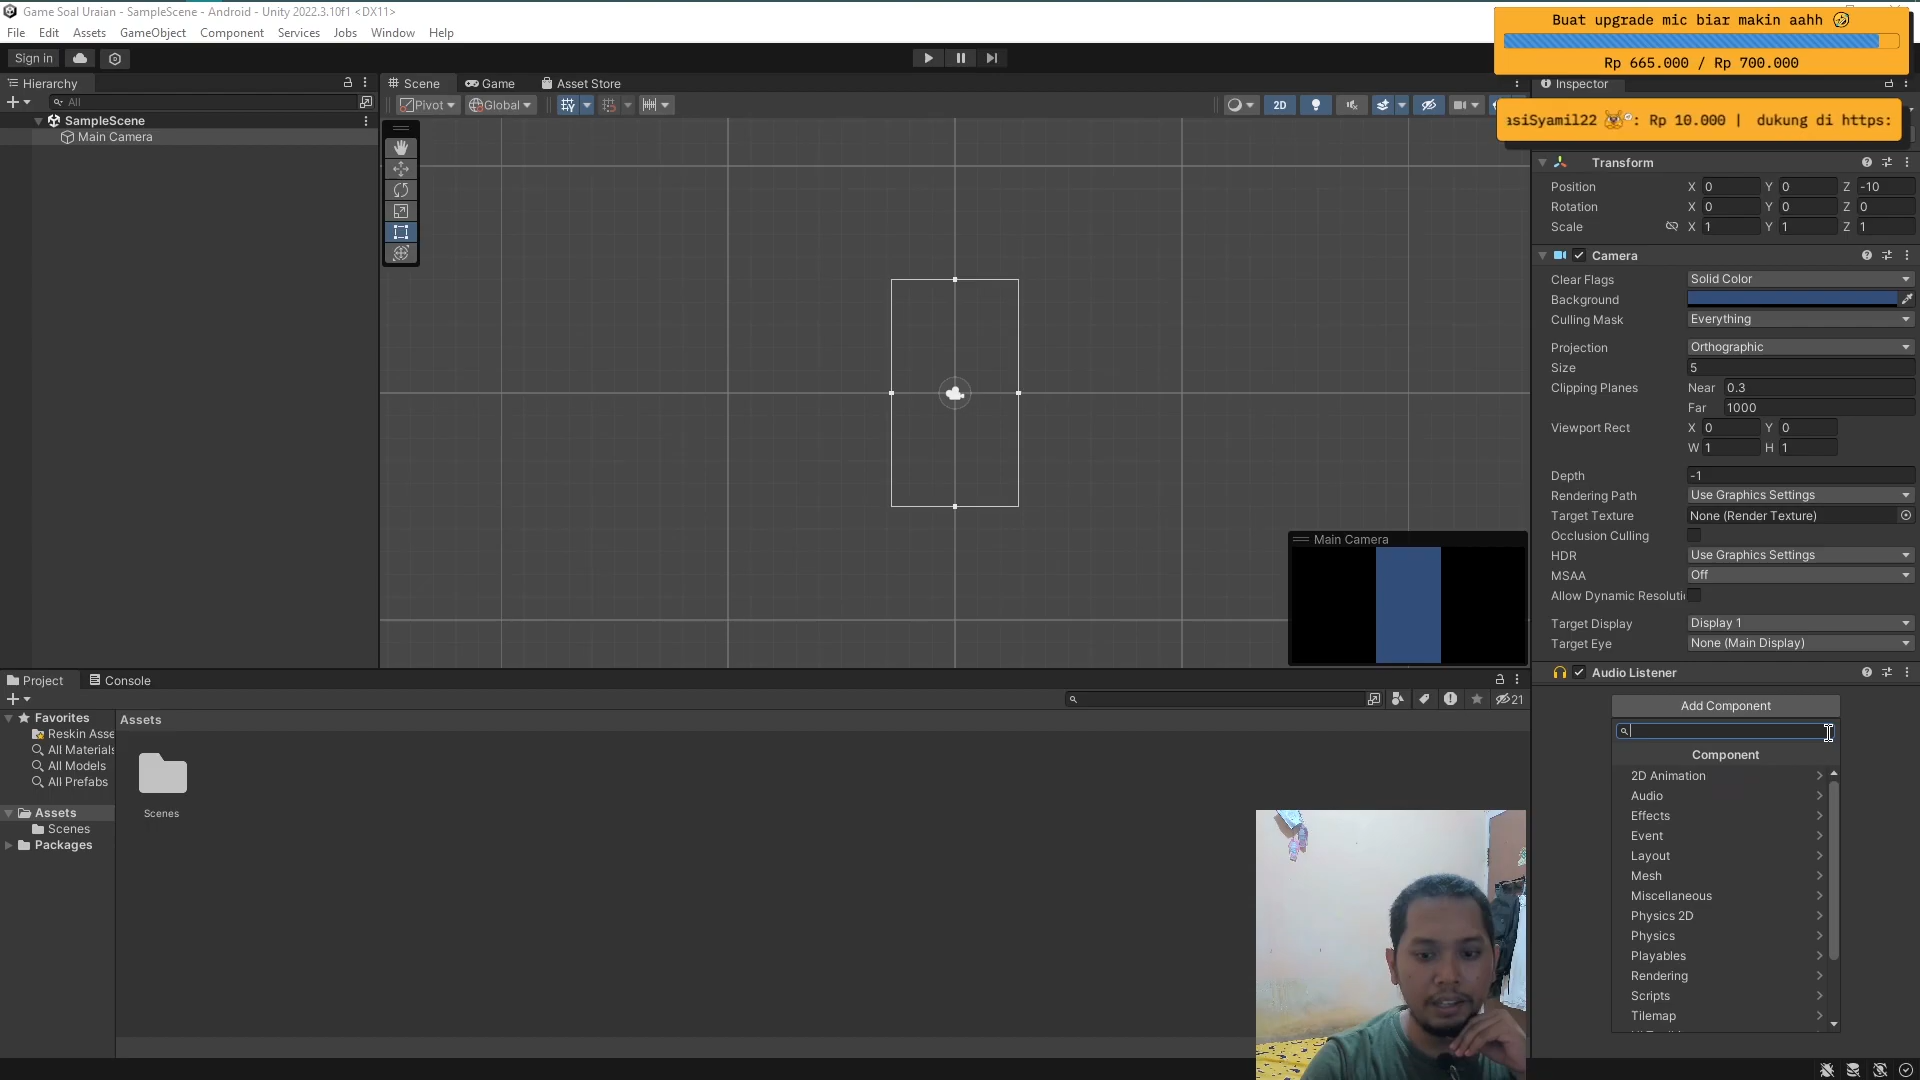 Game Soal Uraian - SampleScene - Android - Unity 2022.3.10f1 <DX11>
File Edit Assets GameObject Component Services Jobs Window Help
Buat upgrade mic biar makin aahh 🤣
Rp 665.000 / Rp 700.000
asiSyamil22 : Rp 10.000 | dukung di https:
Sign in
Hierarchy
All
SampleScene
Main Camera
Scene Game Asset Store
Pivot Global
2D
Main Camera
Inspector
Transform
Position X 0 Y 0 Z -10
Rotation X 0 Y 0 Z 0
Scale X 1 Y 1 Z 1
Camera
Clear Flags Solid Color
Background
Culling Mask Everything
Projection Orthographic
Size 5
Clipping Planes Near 0.3
Far 1000
Viewport Rect X 0 Y 0
W 1 H 1
Depth -1
Rendering Path Use Graphics Settings
Target Texture None (Render Texture)
Occlusion Culling
HDR Use Graphics Settings
MSAA Off
Allow Dynamic Resoluti
Target Display Display 1
Target Eye None (Main Display)
Audio Listener
Add Component
Component
2D Animation
Audio
Effects
Event
Layout
Mesh
Miscellaneous
Physics 2D
Physics
Playables
Rendering
Scripts
Tilemap
Project Console
21
Favorites
Reskin Asse
All Materials
All Models
All Prefabs
Assets
Scenes
Packages
Assets
Scenes